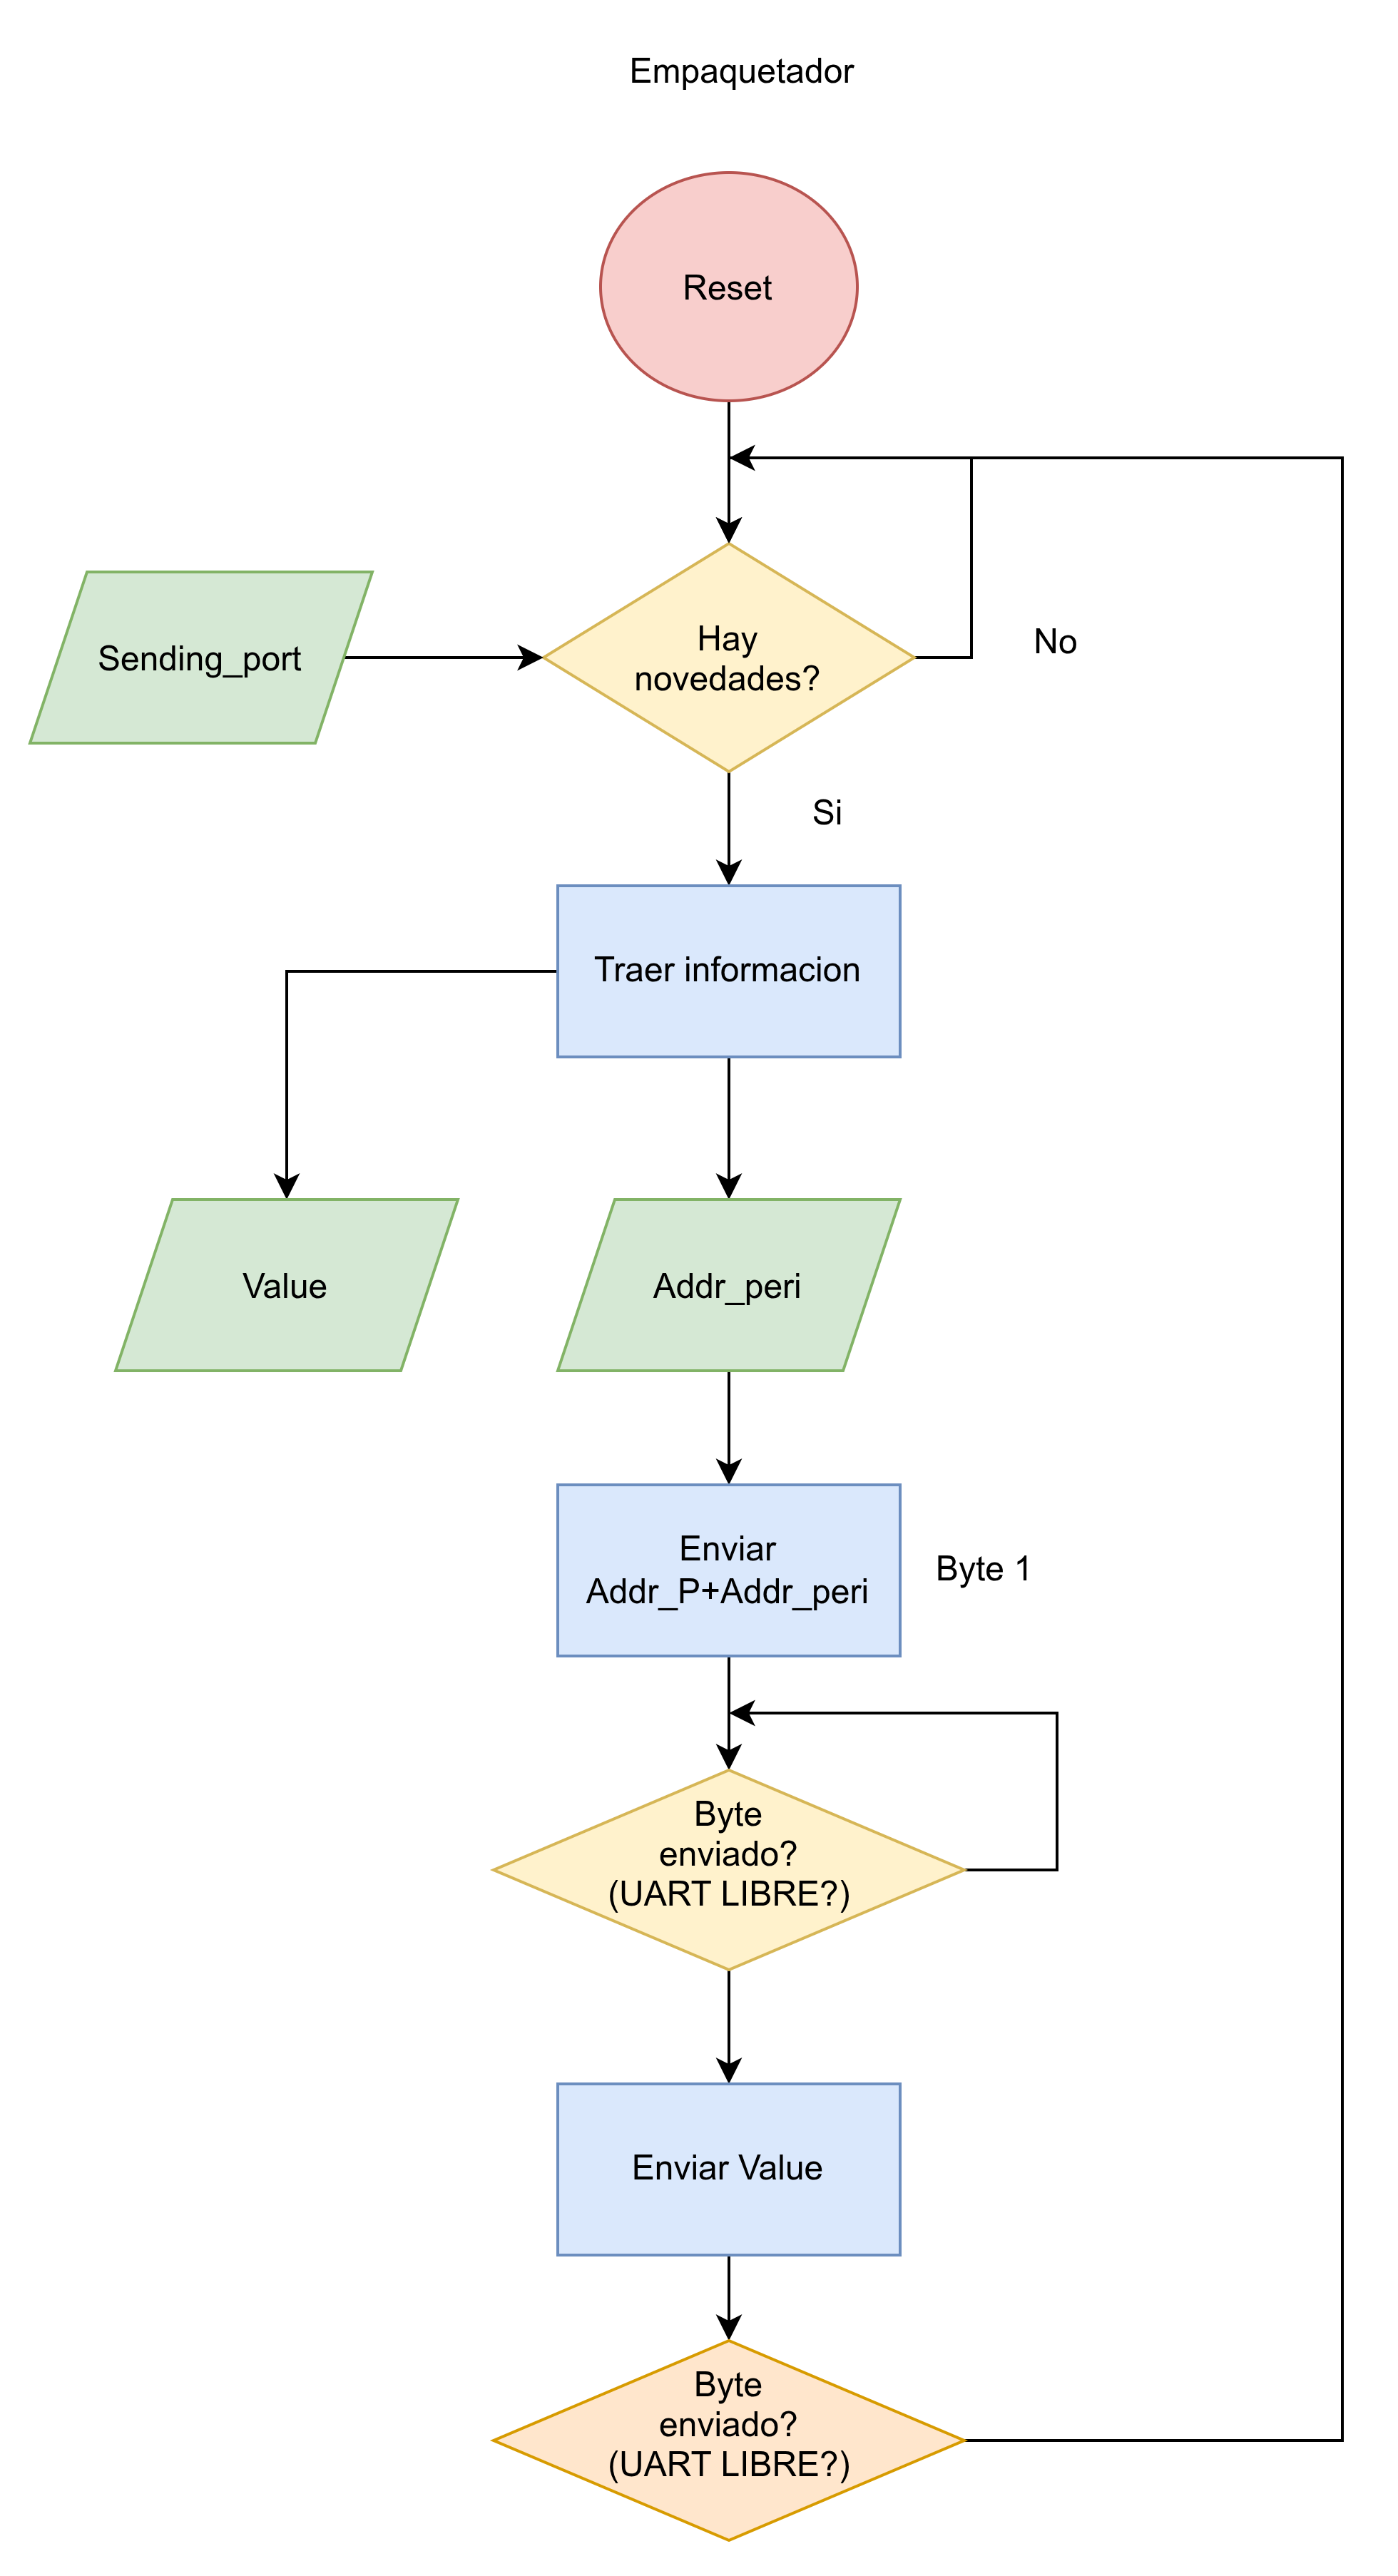 Empaquetador
Reset
Hay
novedades?
No
Sending_port
Si
Traer informacion
Value
Addr_peri
Enviar
Addr_P+Addr_peri
Byte 1
Byte
enviado?
(UART LIBRE?)
Enviar Value
Byte
enviado?
(UART LIBRE?)